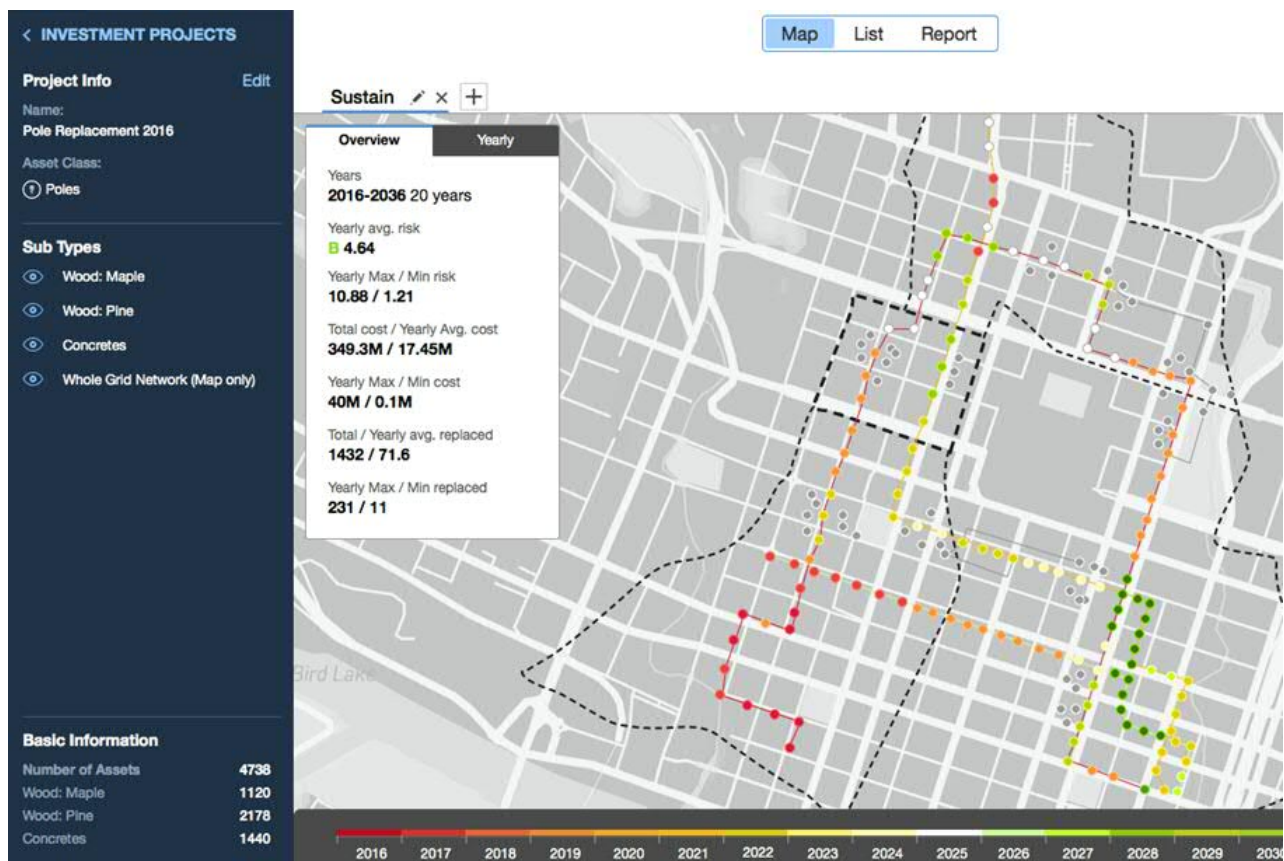 INVESTMENT PROJECTS
Project Info Edit
Name:
Pole Replacement 2016
Asset Class:
Poles
Sub Types
Wood: Maple
Wood: Pine
Concretes
Whole Grid Network (Map only)
Basic Information
Number of Assets 4738
Wood: Maple 1120
Wood: Pine 2178
Concretes 1440
Map List Report
Sustain
Overview Yearly
Years
2016-2036 20 years
Yearly avg. risk
B 4.64
Yearly Max / Min risk
10.88 / 1.21
Total cost / Yearly Avg. cost
349.3M / 17.45M
Yearly Max / Min cost
40M / 0.1M
Total / Yearly avg. replaced
1432 / 71.6
Yearly Max / Min replaced
231 / 11
Bird Lake
2016 2017 2018 2019 2020 2021 2022 2023 2024 2025 2026 2027 2028 2029